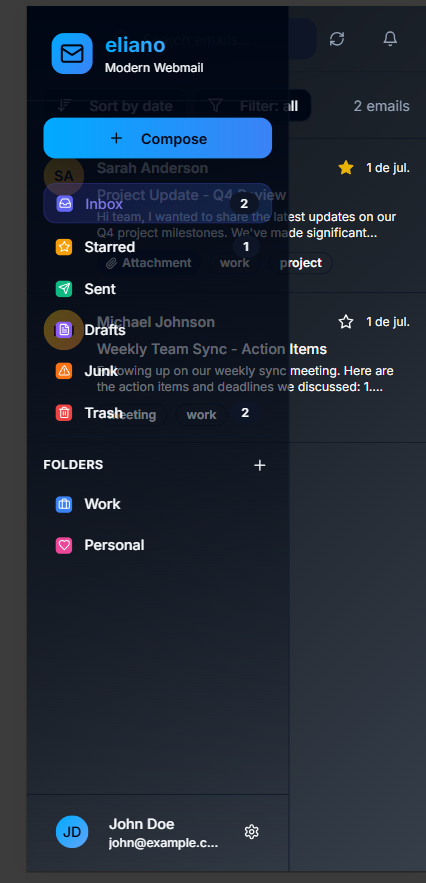 eliano
Modern Webmail
Sort by date
Filter: all
2 emails
Compose
SA
Sarah Anderson
1 de jul.
Project Update - Q4 Review
Inbox
2
Hi team, I wanted to share the latest updates on our
Q4 project milestones. We've made significant...
Starred
1
Attachment
work
project
Sent
Michael Johnson
1 de jul.
Drafts
Weekly Team Sync - Action Items
Following up on our weekly sync meeting. Here are
Junk
the action items and deadlines we discussed: 1....
Trash
meeting
work
2
FOLDERS
Work
Personal
JD
John Doe
john@example.c...